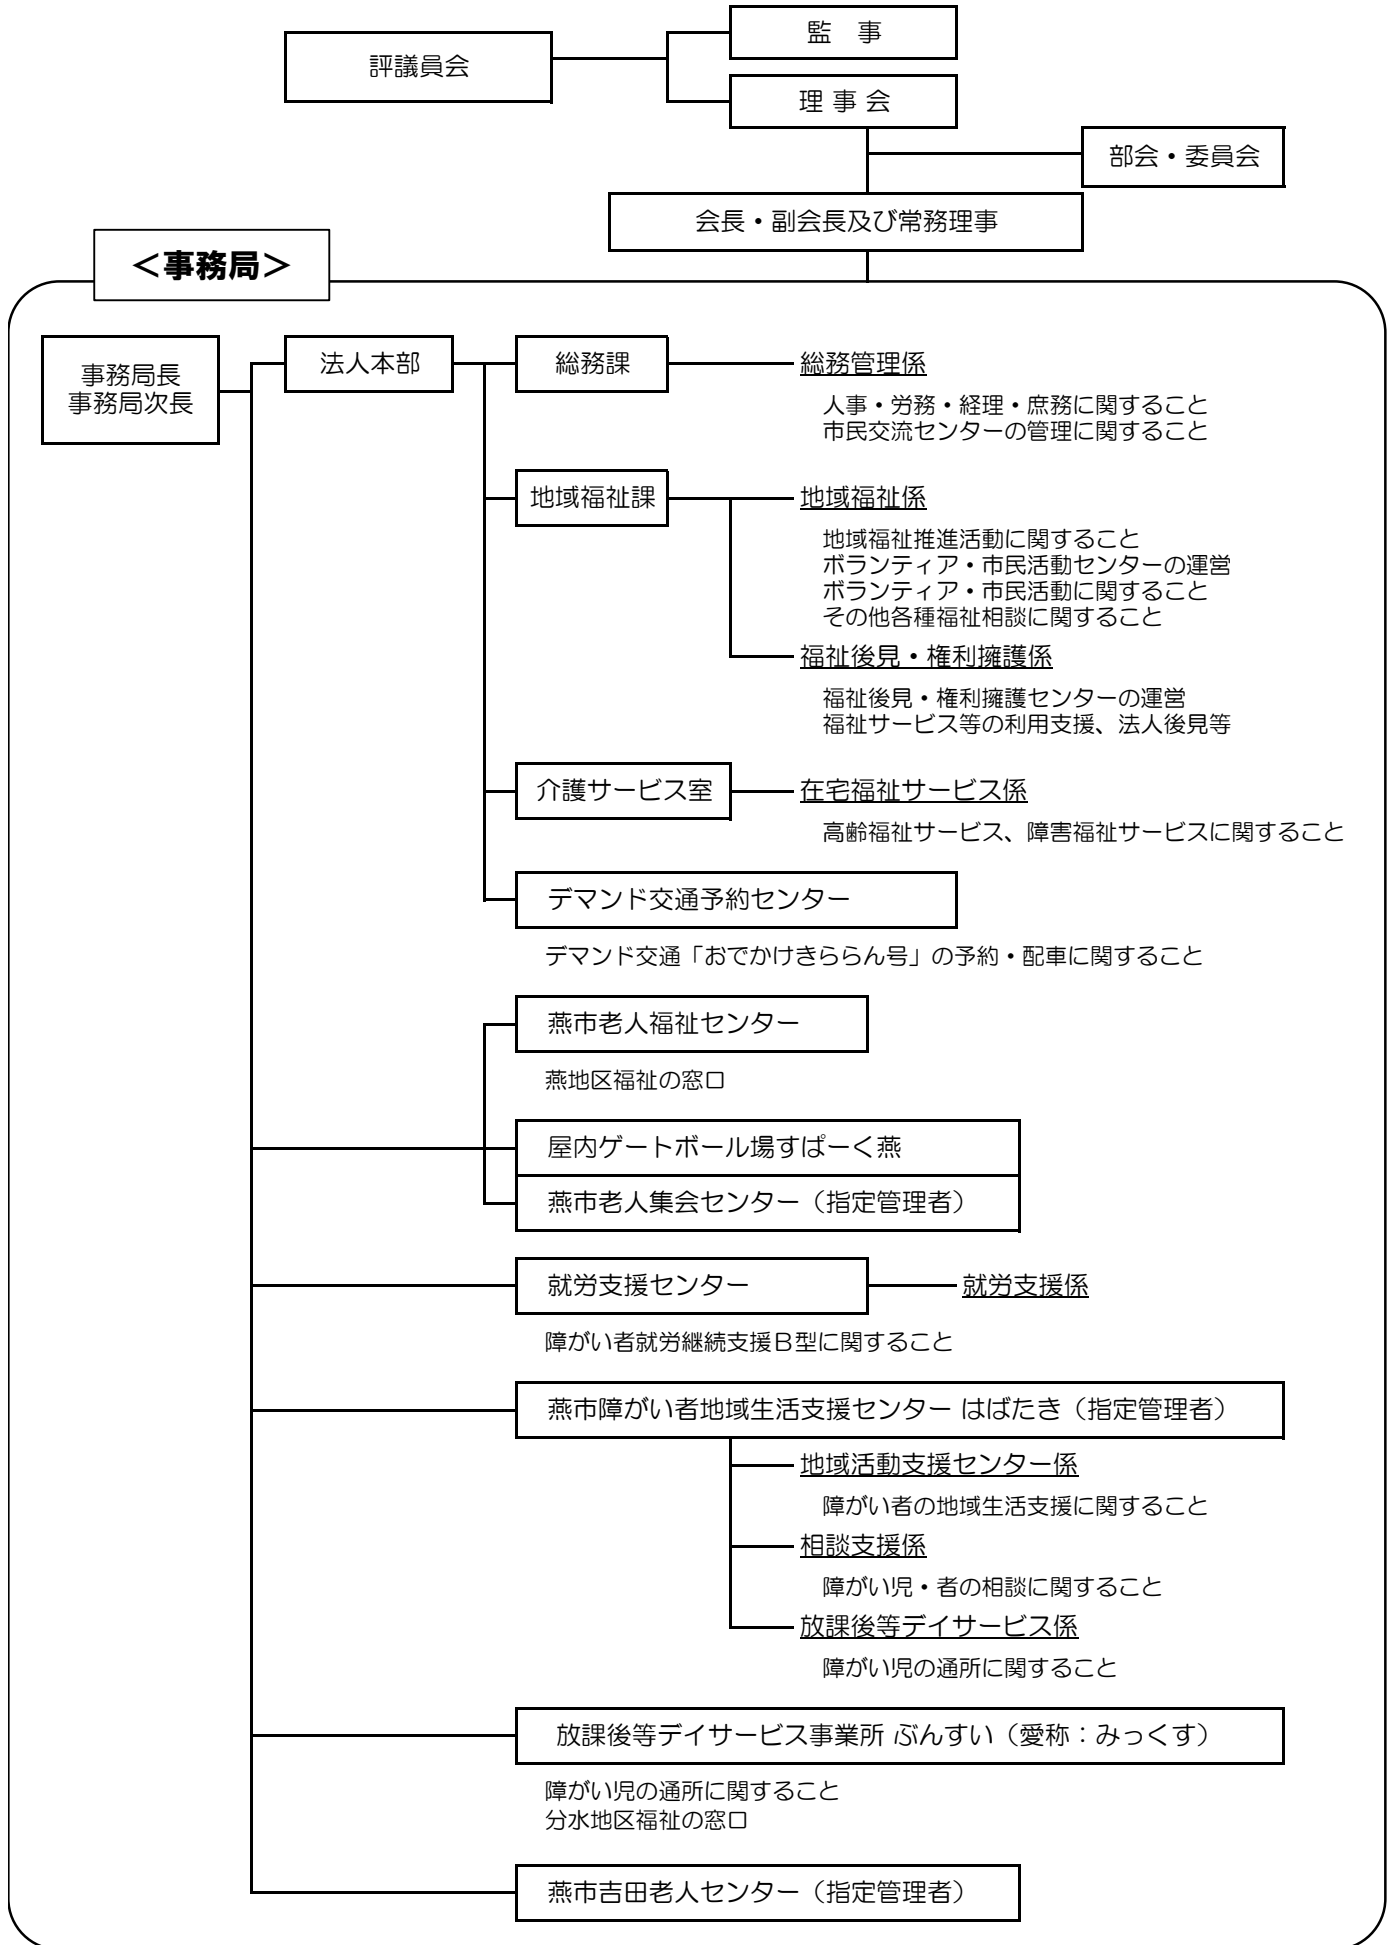 監　事
評議員会
理 事 会
部会・委員会
会長・副会長及び常務理事
＜事務局＞
事務局長
事務局次長
法人本部
総務課
総務管理係
人事・労務・経理・庶務に関すること
市民交流センターの管理に関すること
地域福祉課
地域福祉係
地域福祉推進活動に関すること
ボランティア・市民活動センターの運営
ボランティア・市民活動に関すること
その他各種福祉相談に関すること
福祉後見・権利擁護係
福祉後見・権利擁護センターの運営
福祉サービス等の利用支援、法人後見等
介護サービス室
在宅福祉サービス係
高齢福祉サービス、障害福祉サービスに関すること
デマンド交通予約センター
デマンド交通「おでかけきららん号」の予約・配車に関すること
燕市老人福祉センター
燕地区福祉の窓口
屋内ゲートボール場すぱーく燕
燕市老人集会センター（指定管理者）
就労支援センター
就労支援係
障がい者就労継続支援Ｂ型に関すること
燕市障がい者地域生活支援センター はばたき（指定管理者）
地域活動支援センター係
障がい者の地域生活支援に関すること
相談支援係
障がい児・者の相談に関すること
放課後等デイサービス係
障がい児の通所に関すること
放課後等デイサービス事業所 ぶんすい（愛称：みっくす）
障がい児の通所に関すること
分水地区福祉の窓口
燕市吉田老人センター（指定管理者）